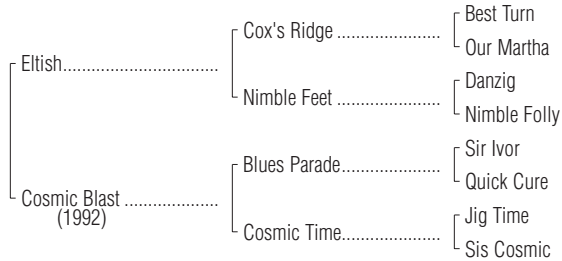 Best Turn
Cox's Ridge ........................
Our Martha
Eltish....................................
Danzig
Nimble Feet ........................
Nimble Folly
Sir Ivor
Blues Parade.......................
Quick Cure
Cosmic Blast .....................
(1992)
Jig Time
Cosmic Time.......................
Sis Cosmic